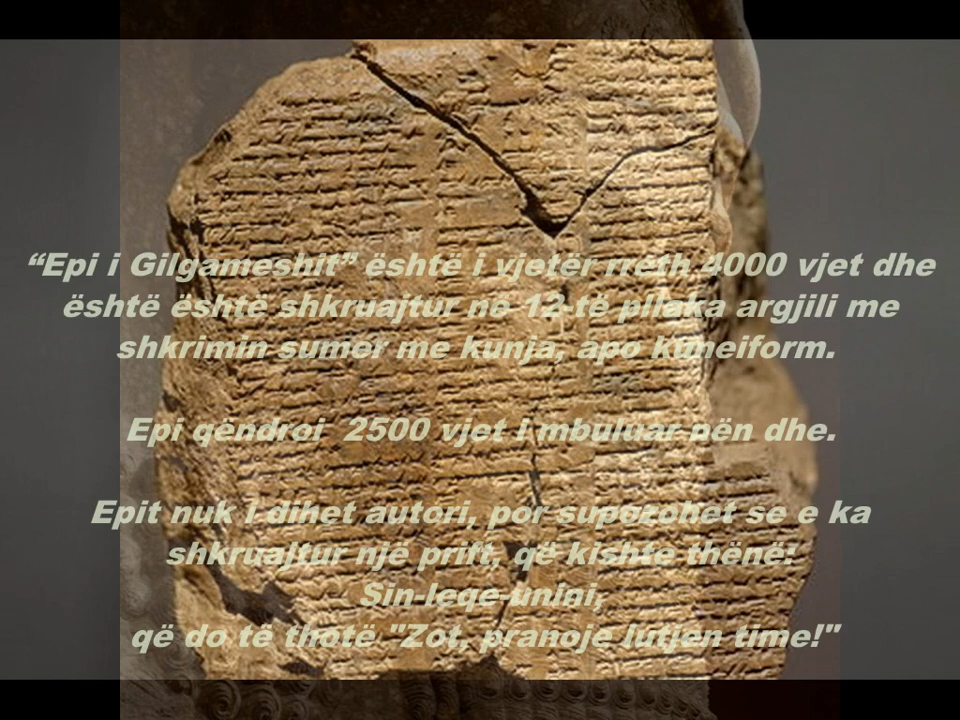 “Epi i Gilgameshit” është i vjetër rreth 4000 vjet dhe
është është shkruajtur në 12-të pllaka argjili me
shkrimin sumer me kunja, apo kuneiform.
Epi qëndroi 2500 vjet i mbuluar nën dhe.
Epit nuk i dihet autori, por supozohet se e ka
shkruajtur një prift, që kishte thënë:
Sin-leqe-unini,
që do të thotë "Zot, pranoje lutjen time!"